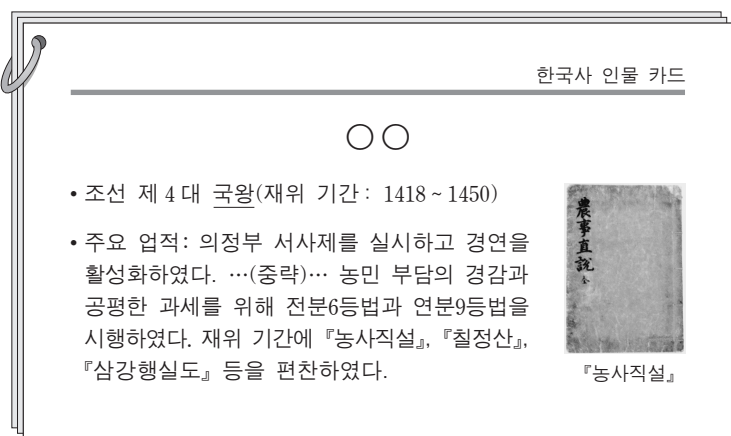 한국사 인물 카드
○○
• 조선 제 4 대 국왕(재위 기간 : 1418 ~ 1450)
• 주요 업적: 의정부 서사제를 실시하고 경연을
활성화하였다. …(중략)… 농민 부담의 경감과
공평한 과세를 위해 전분6등법과 연분9등법을
시행하였다. 재위 기간에 『농사직설』, 『칠정산』,
『삼강행실도』 등을 편찬하였다.
農事直說 全
『농사직설』